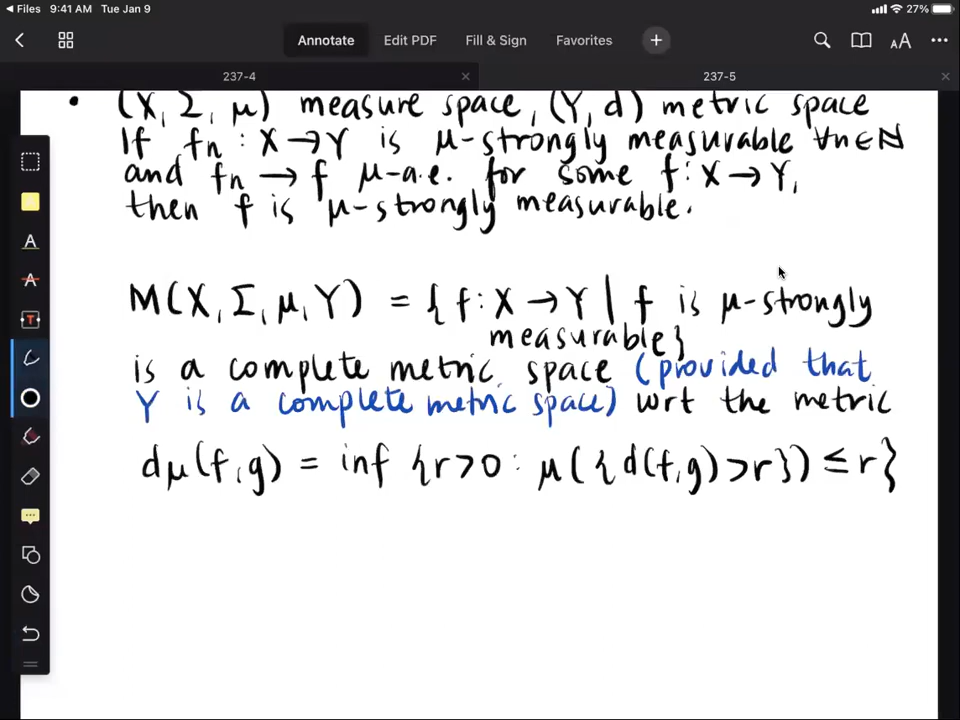 Files 9:41 AM Tue Jan 9 27%
Annotate Edit PDF Fill & Sign Favorites
237-4 237-5
• (X, Σ, μ) measure space, (Y, d) metric space
If fn : X → Y is μ-strongly measurable ∀n∈N
and fn → f μ-a.e. for some f: X → Y,
then f is μ-strongly measurable.
M(X, Σ, μ, Y) = { f: X → Y | f is μ-strongly
measurable}
is a complete metric space (provided that
Y is a complete metric space) wrt the metric
dμ(f,g) = inf {r>0 : μ({d(f,g)>r}) ≤ r}